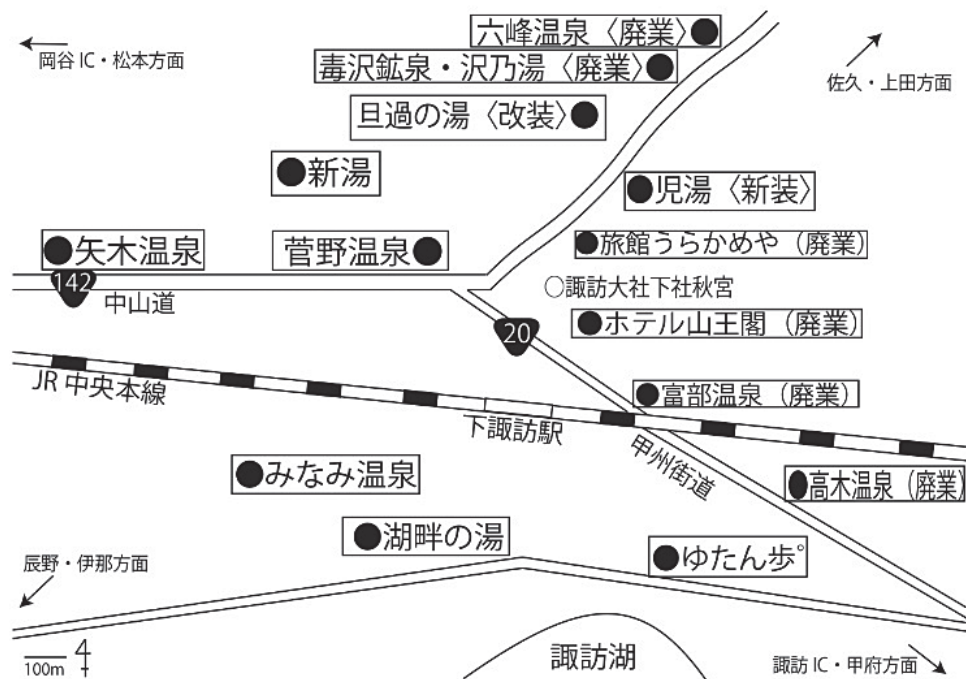 六峰温泉〈廃業〉
岡谷IC・松本方面
毒沢鉱泉・沢乃湯〈廃業〉
佐久・上田方面
旦過の湯〈改装〉
新湯
児湯〈新装〉
矢木温泉
菅野温泉
旅館うらかめや(廃業)
142
中山道
○諏訪大社下社秋宮
20
ホテル山王閣(廃業)
JR中央本線
富部温泉(廃業)
下諏訪駅
甲州街道
みなみ温泉
高木温泉(廃業)
湖畔の湯
ゆたん歩°
辰野・伊那方面
100m
諏訪湖
諏訪IC・甲府方面